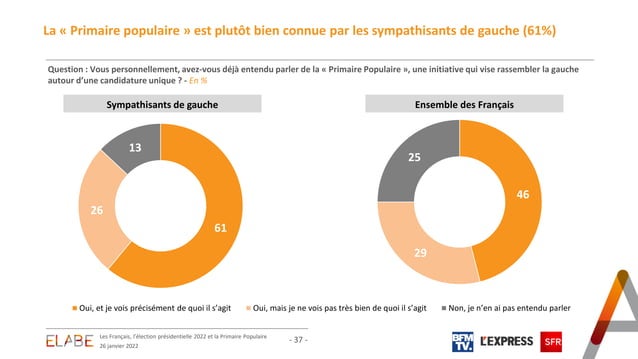 La « Primaire populaire » est plutôt bien connue par les sympathisants de gauche (61%)
Question : Vous personnellement, avez-vous déjà entendu parler de la « Primaire Populaire », une initiative qui vise rassembler la gauche
autour d'une candidature unique ? - En %
Sympathisants de gauche
Ensemble des Français
13
26
61
25
46
29
Oui, et je vois précisément de quoi il s'agit
Oui, mais je ne vois pas très bien de quoi il s'agit
Non, je n'en ai pas entendu parler
ELABE
Les Français, l'élection présidentielle 2022 et la Primaire Populaire
26 janvier 2022
- 37 -
BFM
TV.
L'EXPRESS
SFR